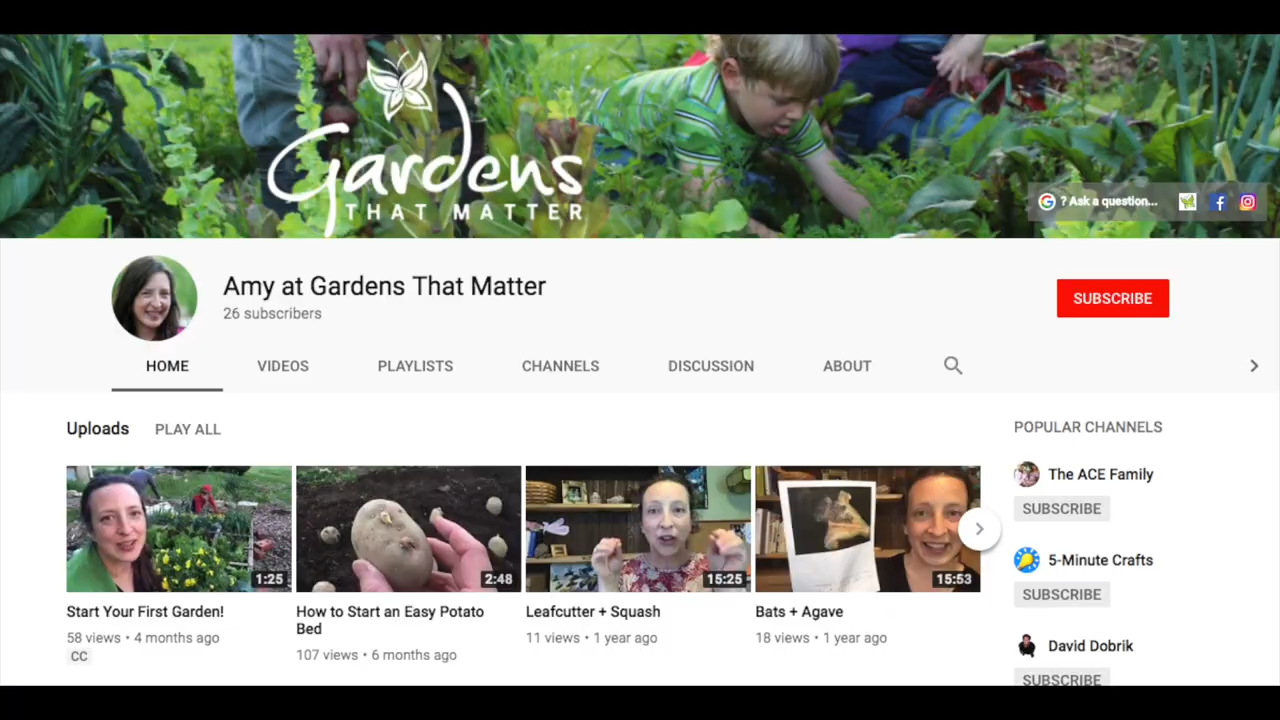 Gardens
THAT MATTER
? Ask a question...
Amy at Gardens That Matter
26 subscribers
SUBSCRIBE
HOME VIDEOS PLAYLISTS CHANNELS DISCUSSION ABOUT
Uploads PLAY ALL
1:25
Start Your First Garden!
58 views • 4 months ago
CC
2:48
How to Start an Easy Potato
Bed
107 views • 6 months ago
15:25
Leafcutter + Squash
11 views • 1 year ago
15:53
Bats + Agave
18 views • 1 year ago
POPULAR CHANNELS
The ACE Family
SUBSCRIBE
5-Minute Crafts
SUBSCRIBE
David Dobrik
SUBSCRIBE